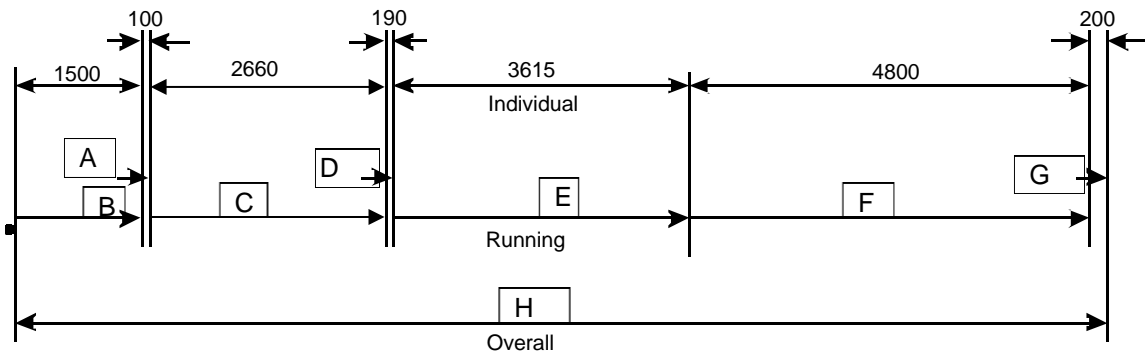 100 190 200
1500 2660 3615 4800
Individual
A D G
B C E F
Running
H
Overall